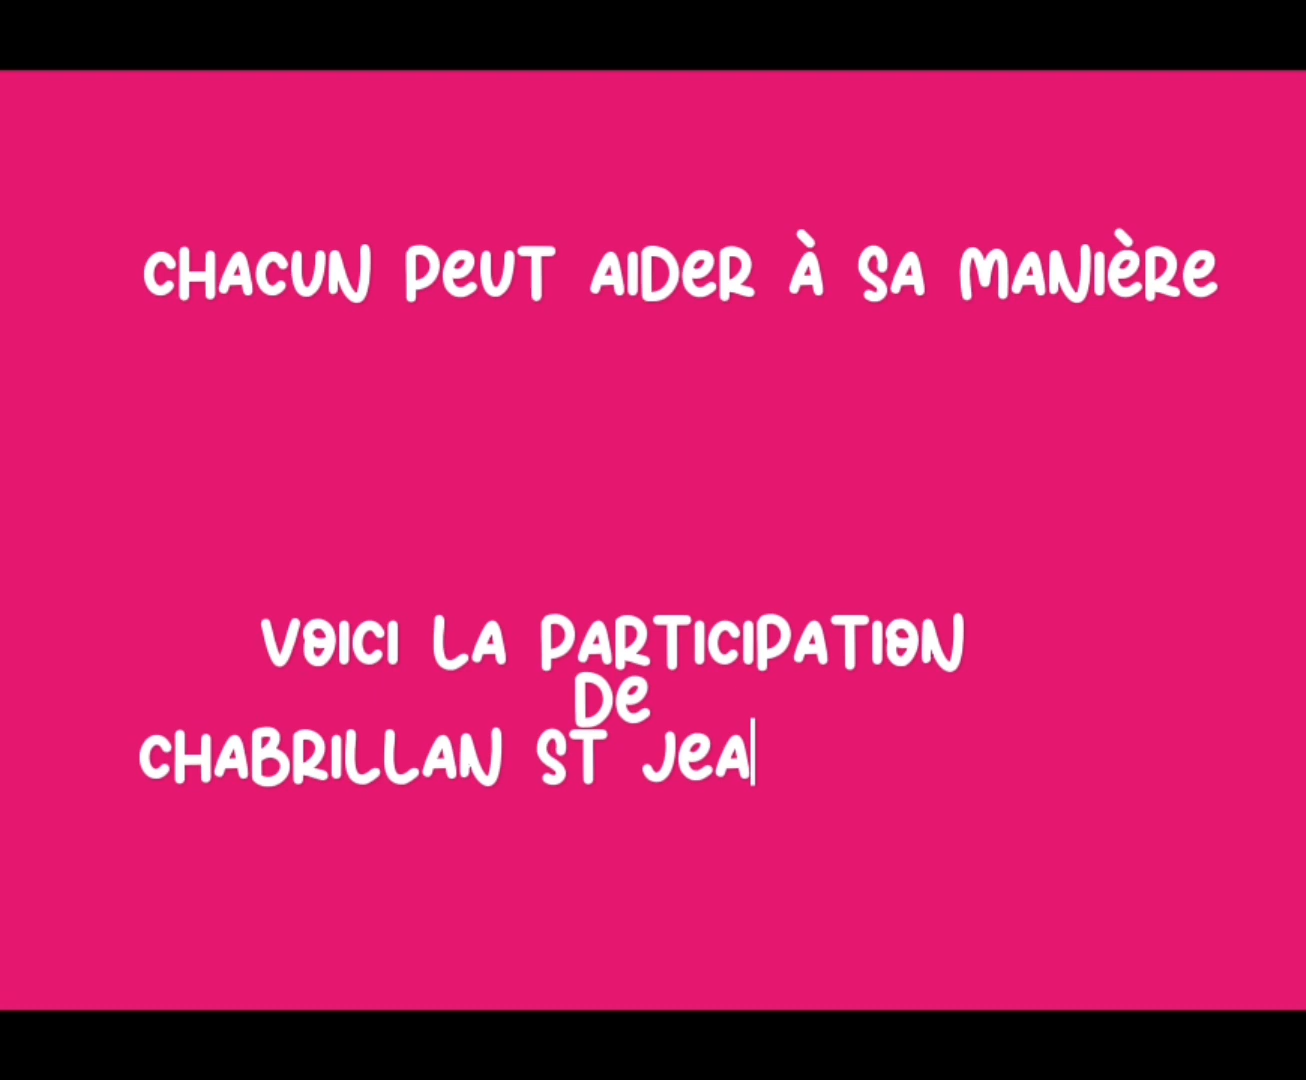 CHACUN PEUT AIDER À SA MANIÈRE
VOICI LA PARTICIPATION
DE
CHABRILLAN ST JEA